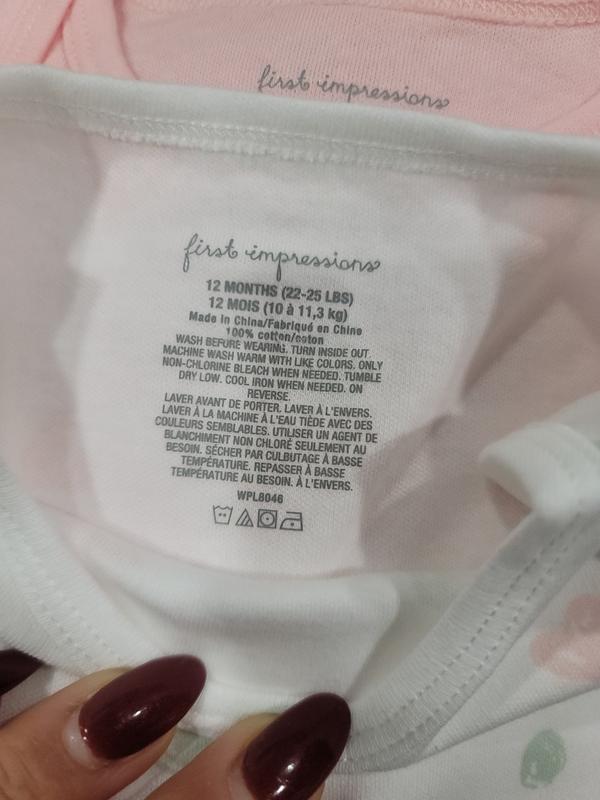 first impressions
first impressions
12 MONTHS (22-25 LBS)
12 MOIS (10 à 11,3 kg)
Made in China/Fabriqué en Chine
100% cotton/coton
WASH BEFORE WEARING. TURN INSIDE OUT.
MACHINE WASH WARM WITH LIKE COLORS. ONLY
NON-CHLORINE BLEACH WHEN NEEDED. TUMBLE
DRY LOW. COOL IRON WHEN NEEDED. ON
REVERSE.
LAVER AVANT DE PORTER. LAVER À L'ENVERS.
LAVER À LA MACHINE À L'EAU TIÈDE AVEC DES
COULEURS SEMBLABLES. UTILISER UN AGENT DE
BLANCHIMENT NON CHLORÉ SEULEMENT AU
BESOIN. SÉCHER PAR CULBUTAGE À BASSE
TEMPÉRATURE. REPASSER À BASSE
TEMPÉRATURE AU BESOIN. À L'ENVERS.
WPL8046